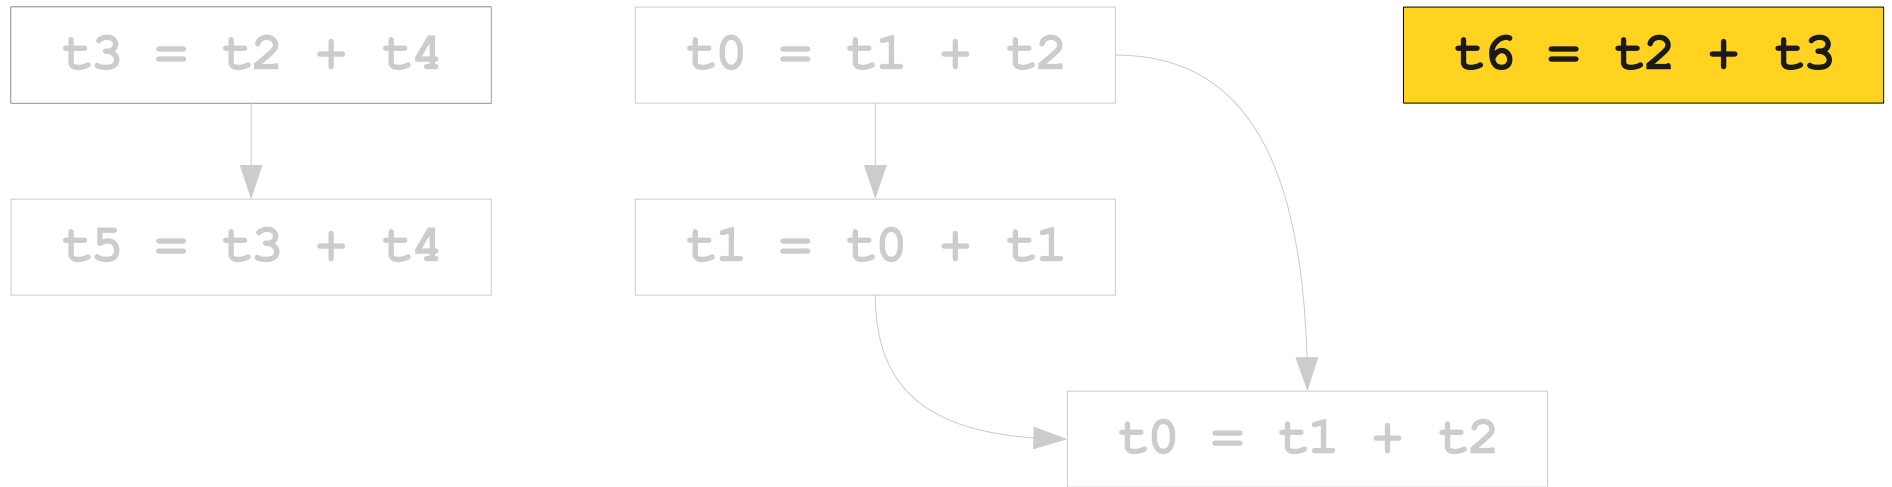 t3 = t2 + t4
t0 = t1 + t2
t6 = t2 + t3
t5 = t3 + t4
t1 = t0 + t1
t0 = t1 + t2